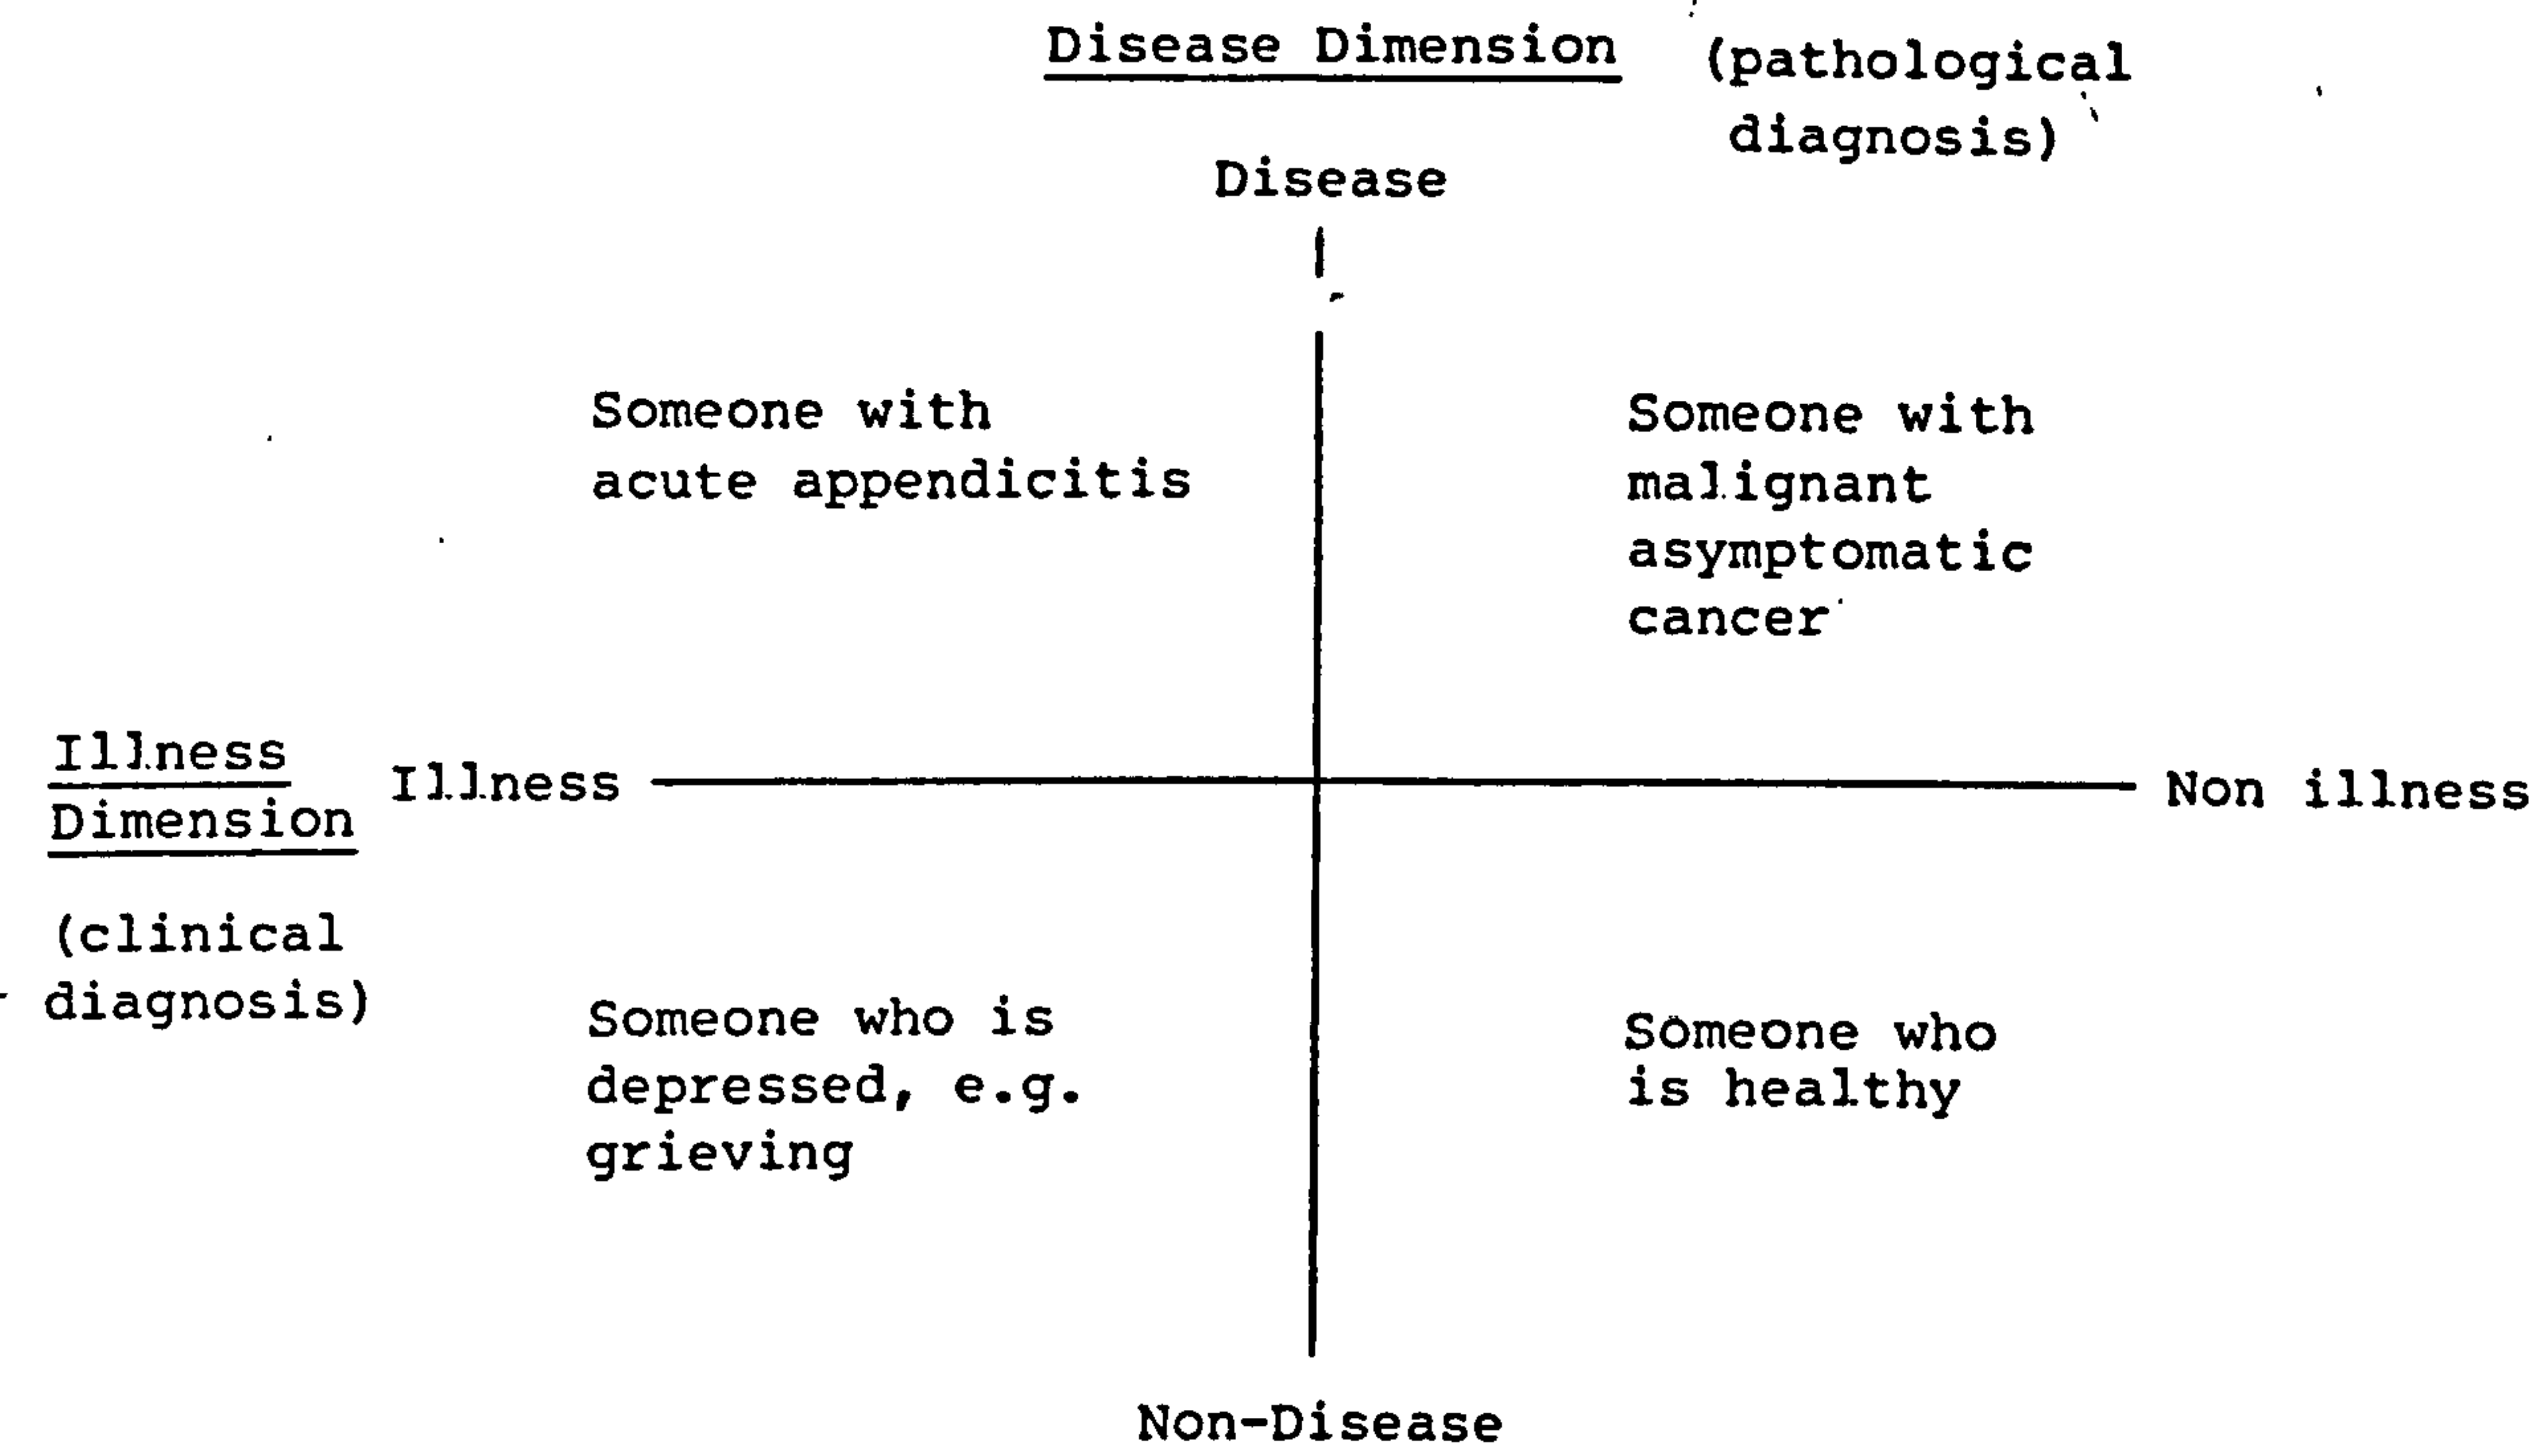 Disease Dimension (pathological
diagnosis)
Disease
Someone with
acute appendicitis
Someone with
malignant
asymptomatic
cancer
Illness
Dimension
(clinical
diagnosis)
Illness
Non illness
Someone who is
depressed, e.g.
grieving
Someone who
is healthy
Non-Disease